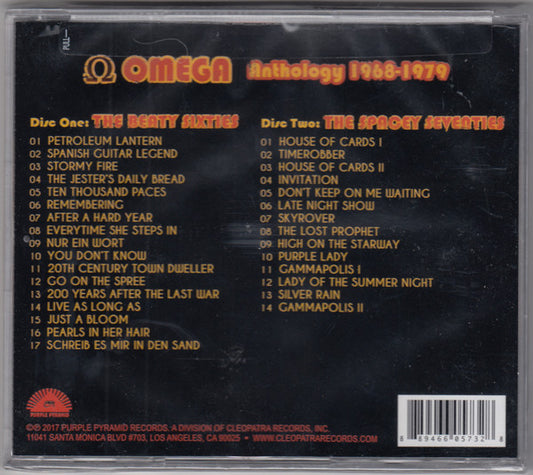 PULL
Ω OMEGA Anthology 1968-1979
Disc One: THE BEATY SIXTIES
01 PETROLEUM LANTERN
02 SPANISH GUITAR LEGEND
03 STORMY FIRE
04 THE JESTER'S DAILY BREAD
05 TEN THOUSAND PACES
06 REMEMBERING
07 AFTER A HARD YEAR
08 EVERYTIME SHE STEPS IN
09 NUR EIN WORT
10 YOU DON'T KNOW
11 20TH CENTURY TOWN DWELLER
12 GO ON THE SPREE
13 200 YEARS AFTER THE LAST WAR
14 LIVE AS LONG AS
15 JUST A BLOOM
16 PEARLS IN HER HAIR
17 SCHREIB ES MIR IN DEN SAND
Disc Two: THE SPACEY SEVENTIES
01 HOUSE OF CARDS I
02 TIMEROBBER
03 HOUSE OF CARDS II
04 INVITATION
05 DON'T KEEP ON ME WAITING
06 LATE NIGHT SHOW
07 SKYROVER
08 THE LOST PROPHET
09 HIGH ON THE STARWAY
10 PURPLE LADY
11 GAMMAPOLIS I
12 LADY OF THE SUMMER NIGHT
13 SILVER RAIN
14 GAMMAPOLIS II
PURPLE PYRAMID
©℗ 2017 PURPLE PYRAMID RECORDS. A DIVISION OF CLEOPATRA RECORDS, INC.
11041 SANTA MONICA BLVD #703, LOS ANGELES, CA 90025 • WWW.CLEOPATRARECORDS.COM
8 89466 05732 8